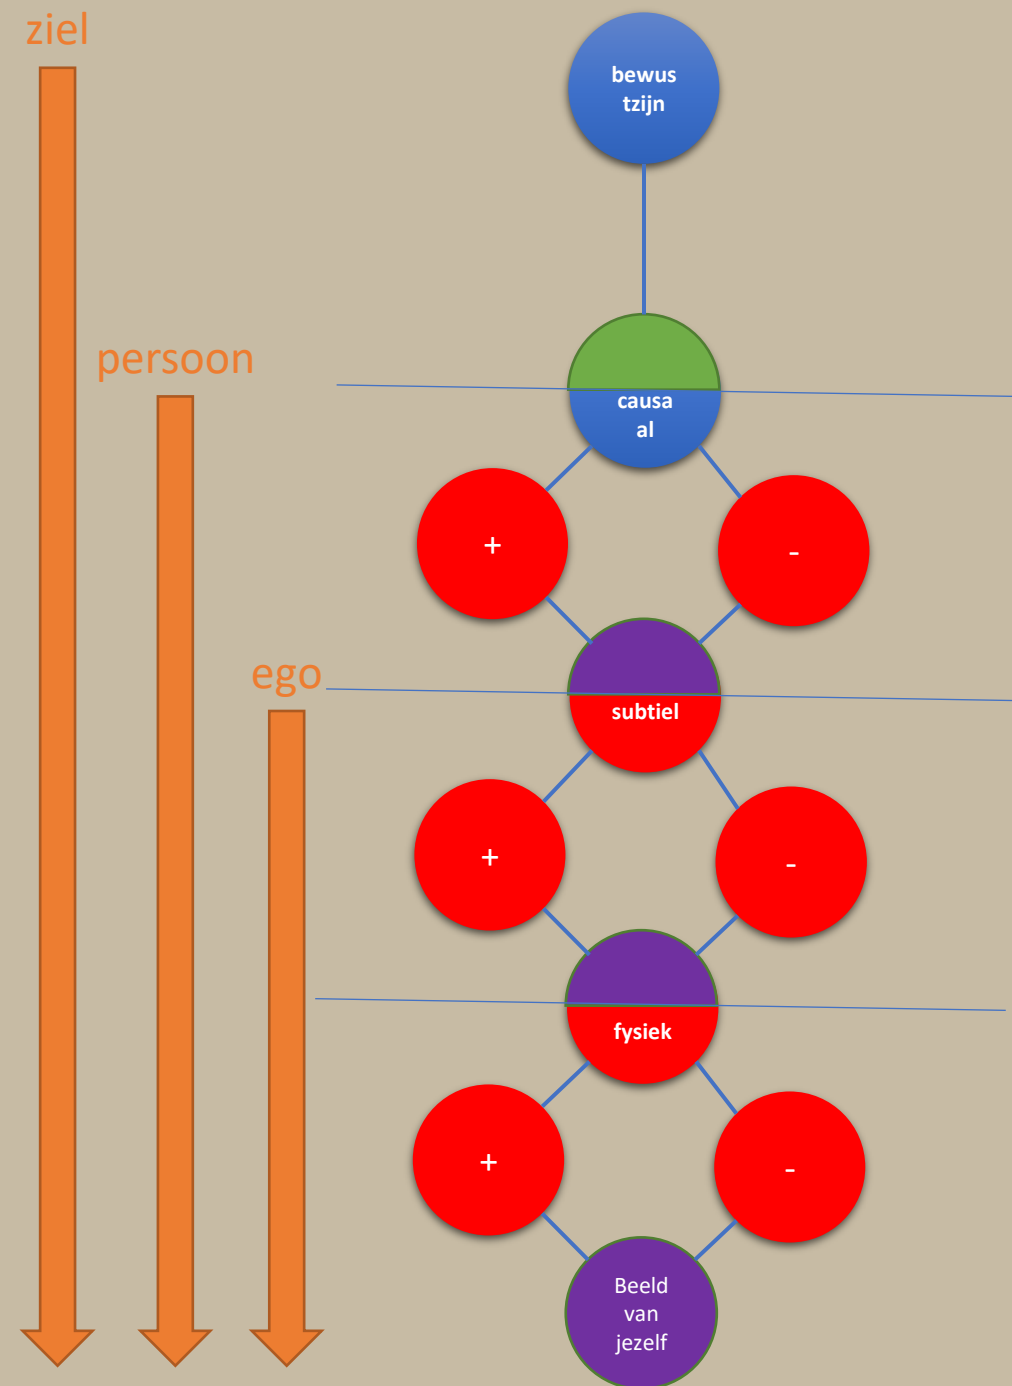 ziel
bewus
tzijn
persoon
causa
al
+
-
ego
subtiel
+
-
fysiek
+
-
Beeld
van
jezelf